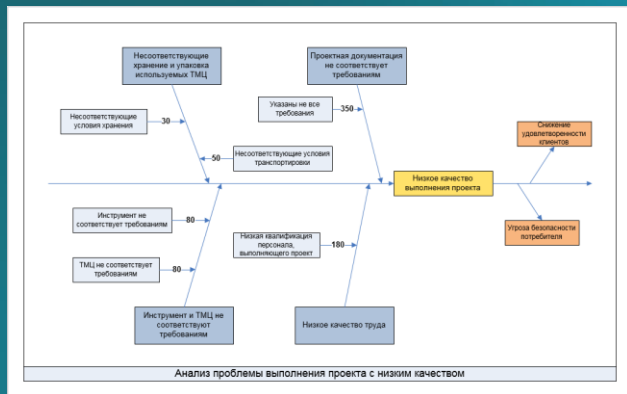 Несоответствующие
хранение и упаковка
используемых ТМЦ
Проектная документация
не соответствует
требованиям
Несоответствующие
условия хранения
30
Указаны не все
требования
350
Несоответствующие условия
транспортировки
50
Снижение
удовлетворенности
клиентов
Низкое качество
выполнения проекта
Инструмент не
соответствует требованиям
80
Низкая квалификация
персонала,
выполняющего проект
180
Угроза безопасности
потребителя
ТМЦ не соответствует
требованиям
80
Инструмент и ТМЦ не
соответствуют
требованиям
Низкое качество труда
Анализ проблемы выполнения проекта с низким качеством